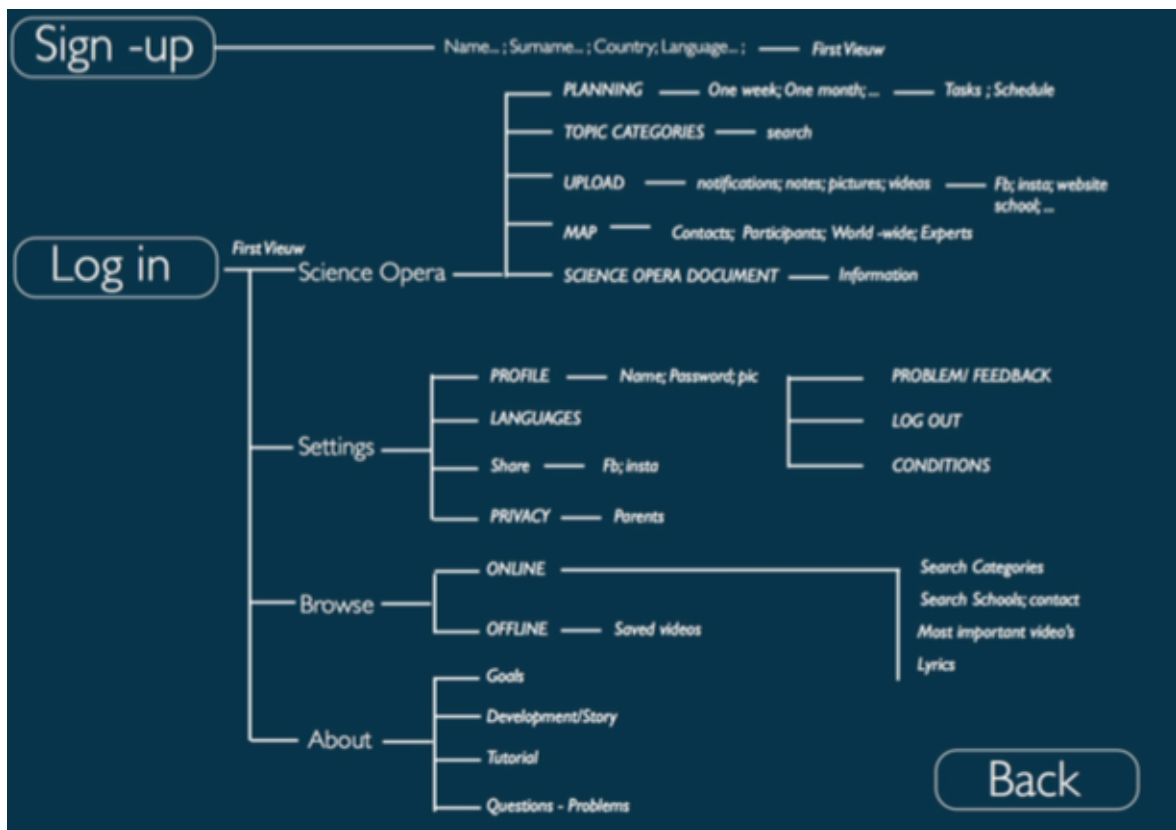 Sign -up
Name... ; Surname... ; Country; Language... ; First Vieuw
PLANNING One week; One month; ... Tasks ; Schedule
TOPIC CATEGORIES search
UPLOAD notifications; notes; pictures; videos Fb; insta; website
school; ...
MAP Contacts; Participants; World -wide; Experts
First Vieuw
Log in
Science Opera
SCIENCE OPERA DOCUMENT Information
PROFILE Name; Password; pic
LANGUAGES
Settings
Share Fb; insta
PRIVACY Parents
PROBLEM/ FEEDBACK
LOG OUT
CONDITIONS
ONLINE
Browse
OFFLINE Saved videos
Search Categories
Search Schools; contact
Most important video's
Lyrics
Goals
Development/Story
About
Tutorial
Questions - Problems
Back